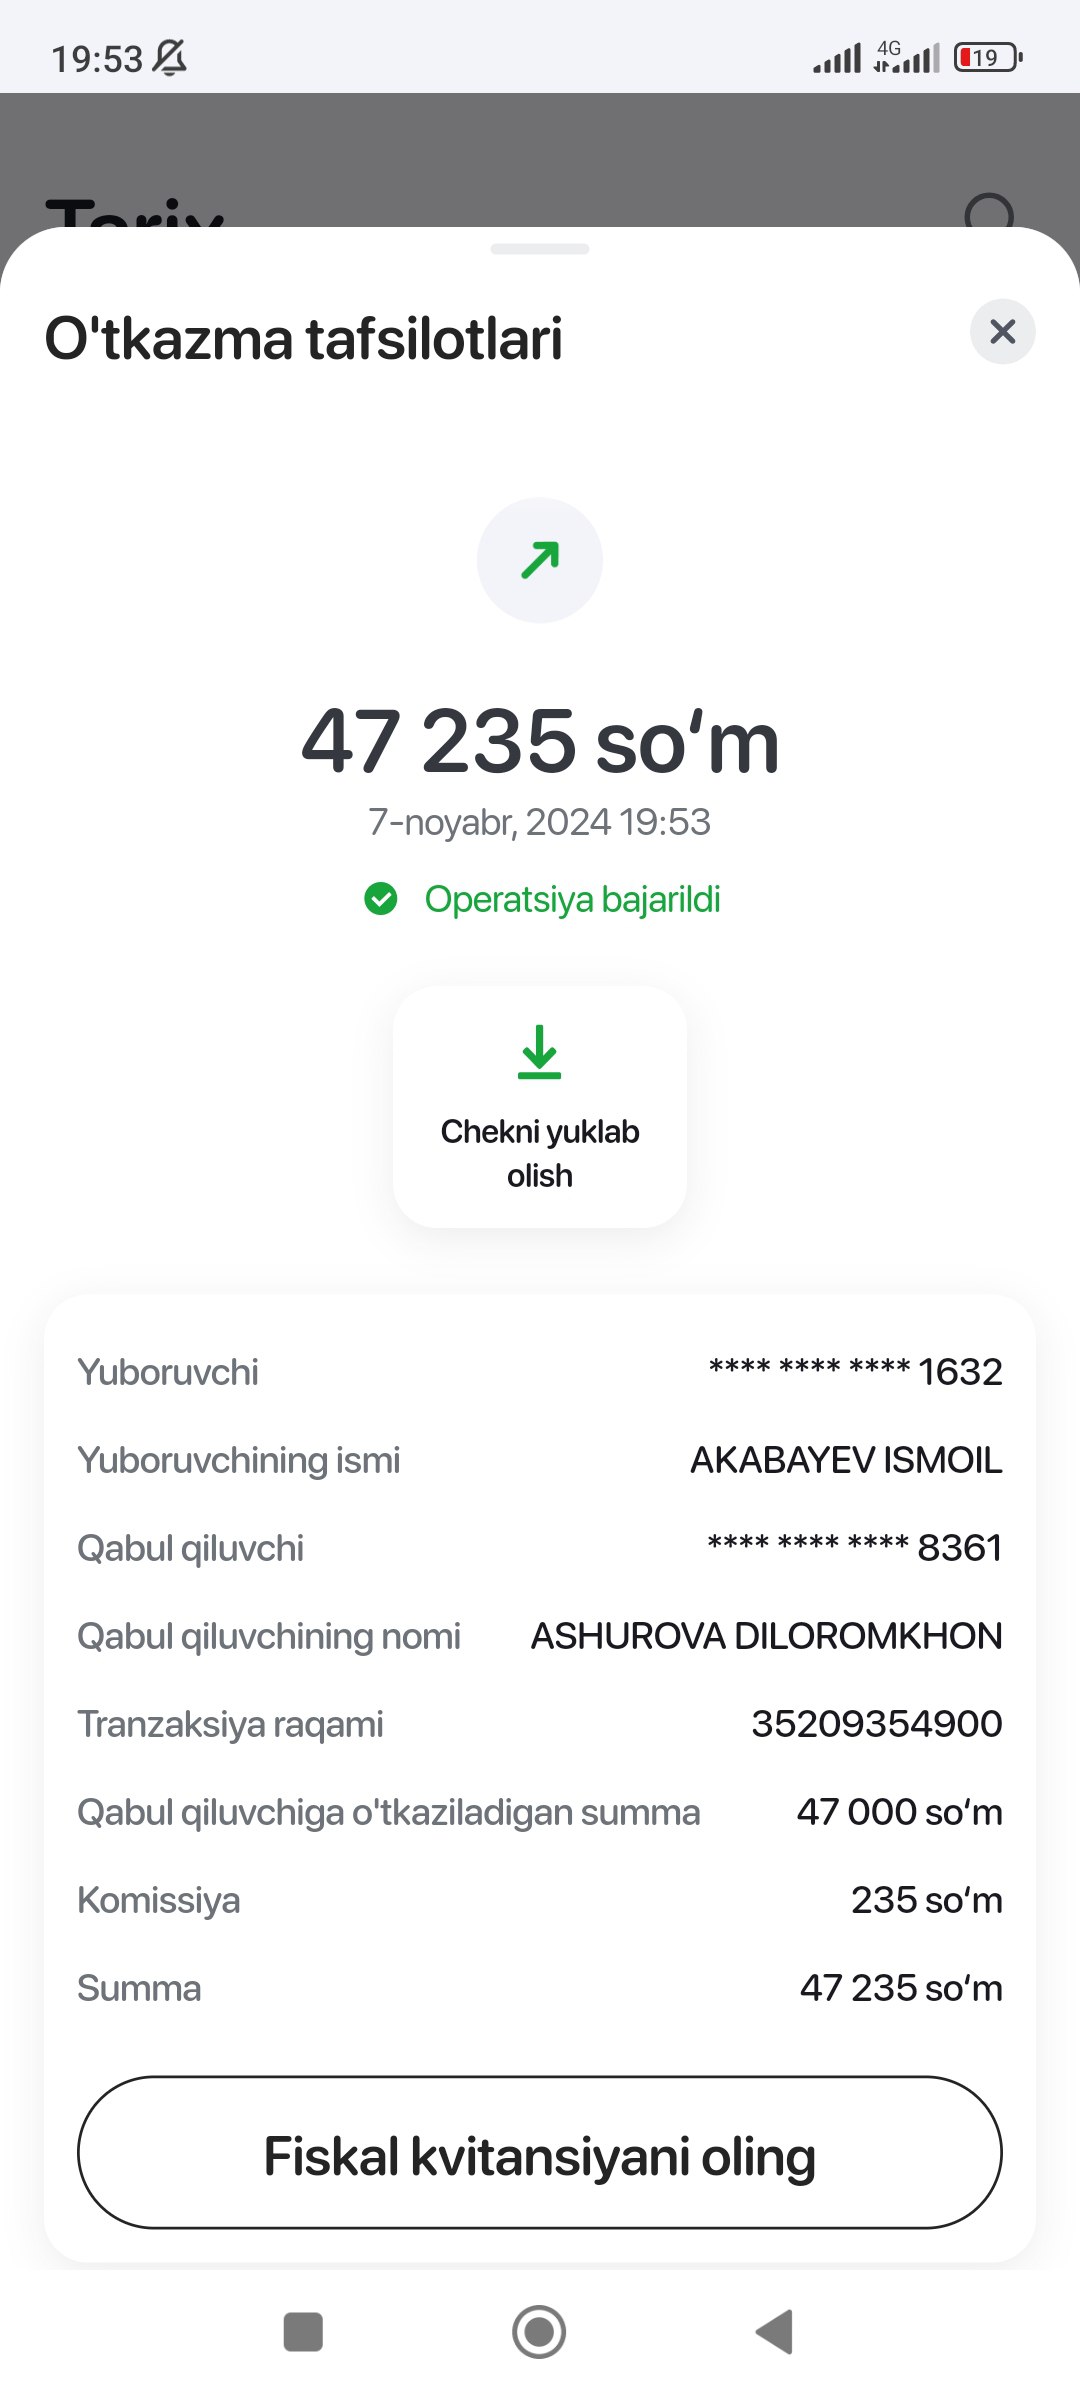 19:53
4G
19
Tarix
O'tkazma tafsilotlari
47 235 so‘m
7-noyabr, 2024 19:53
Operatsiya bajarildi
Chekni yuklab
olish
Yuboruvchi **** **** **** 1632
Yuboruvchining ismi AKABAYEV ISMOIL
Qabul qiluvchi **** **** **** 8361
Qabul qiluvchining nomi ASHUROVA DILOROMKHON
Tranzaksiya raqami 35209354900
Qabul qiluvchiga o'tkaziladigan summa 47 000 so‘m
Komissiya 235 so‘m
Summa 47 235 so‘m
Fiskal kvitansiyani oling